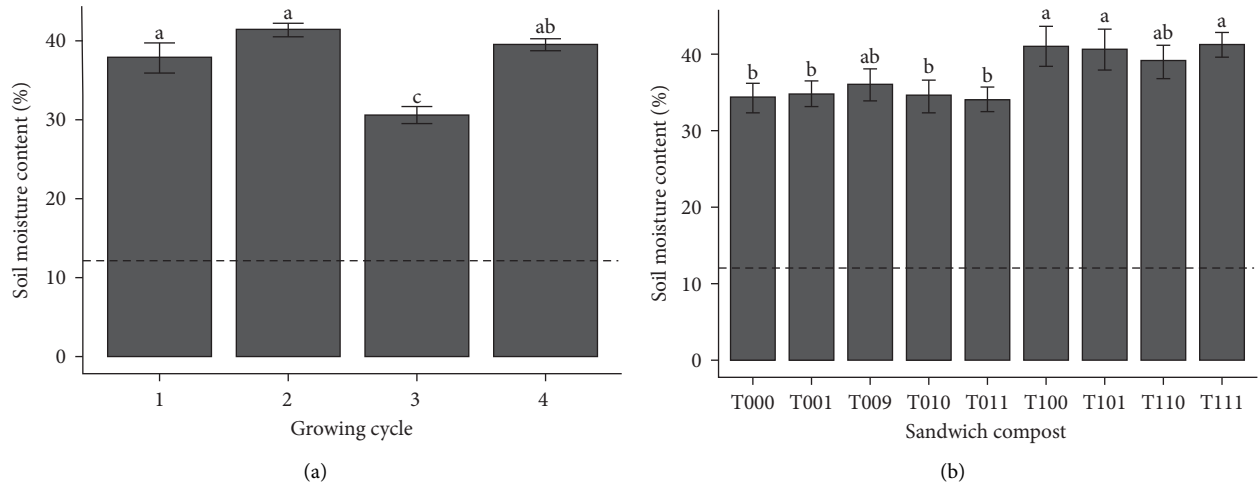 Soil moisture content (%)
40
30
20
10
0
a
a
c
ab
1 2 3 4
Growing cycle
(a)
Soil moisture content (%)
40
30
20
10
0
b b ab b b a a ab a
T000 T001 T009 T010 T011 T100 T101 T110 T111
Sandwich compost
(b)